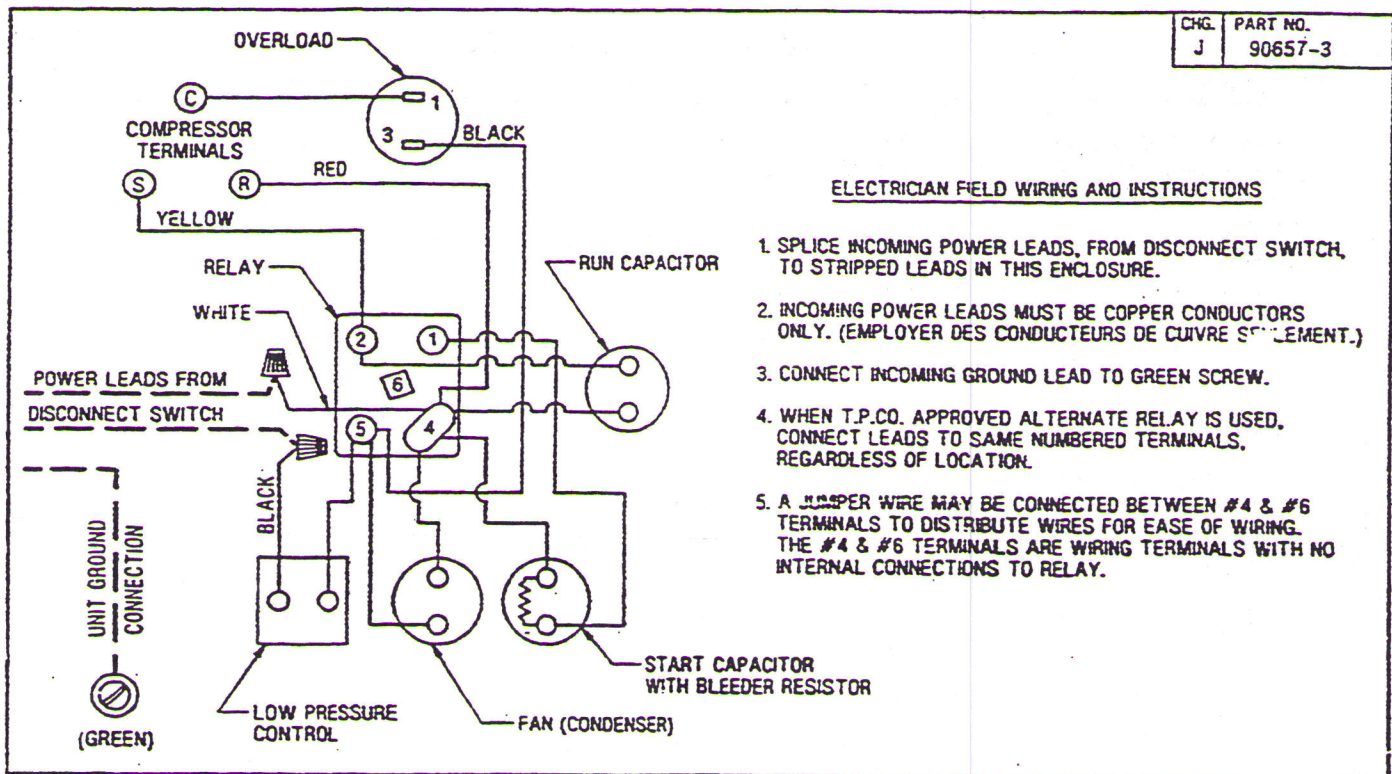 CHG. PART NO.
J 90657-3
OVERLOAD
C
1
3
BLACK
COMPRESSOR
TERMINALS
RED
S
R
YELLOW
RELAY
RUN CAPACITOR
WHITE
2
1
6
POWER LEADS FROM
DISCONNECT SWITCH
5
4
BLACK
UNIT GROUND
CONNECTION
START CAPACITOR
WITH BLEEDER RESISTOR
LOW PRESSURE
CONTROL
FAN (CONDENSER)
(GREEN)
ELECTRICIAN FIELD WIRING AND INSTRUCTIONS
1. SPLICE INCOMING POWER LEADS, FROM DISCONNECT SWITCH,
TO STRIPPED LEADS IN THIS ENCLOSURE.
2. INCOMING POWER LEADS MUST BE COPPER CONDUCTORS
ONLY. (EMPLOYER DES CONDUCTEURS DE CUIVRE
3. CONNECT INCOMING GROUND LEAD TO GREEN SCREW.
4. WHEN T.P.CO. APPROVED ALTERNATE RELAY IS USED,
CONNECT LEADS TO SAME NUMBERED TERMINALS,
REGARDLESS OF LOCATION.
5. A JUMPER WIRE MAY BE CONNECTED BETWEEN #4 & #6
TERMINALS TO DISTRIBUTE WIRES FOR EASE OF WIRING.
THE #4 & #6 TERMINALS ARE WIRING TERMINALS WITH NO
INTERNAL CONNECTIONS TO RELAY.